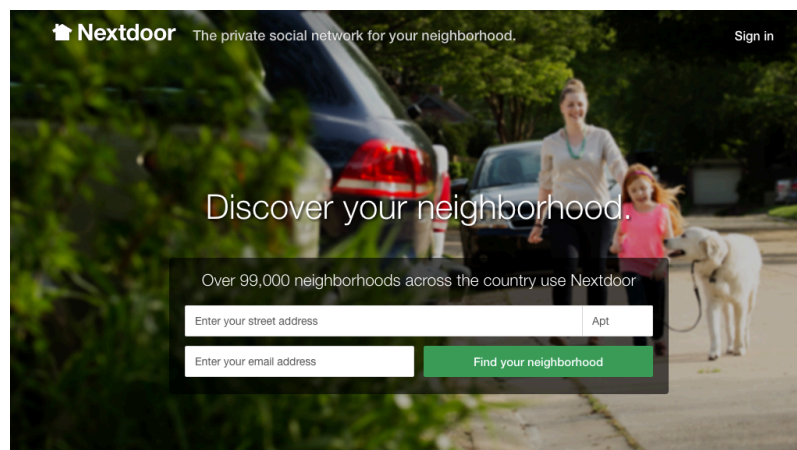 Nextdoor The private social network for your neighborhood. Sign in
Discover your neighborhood.
Over 99,000 neighborhoods across the country use Nextdoor
Enter your street address Apt
Enter your email address Find your neighborhood